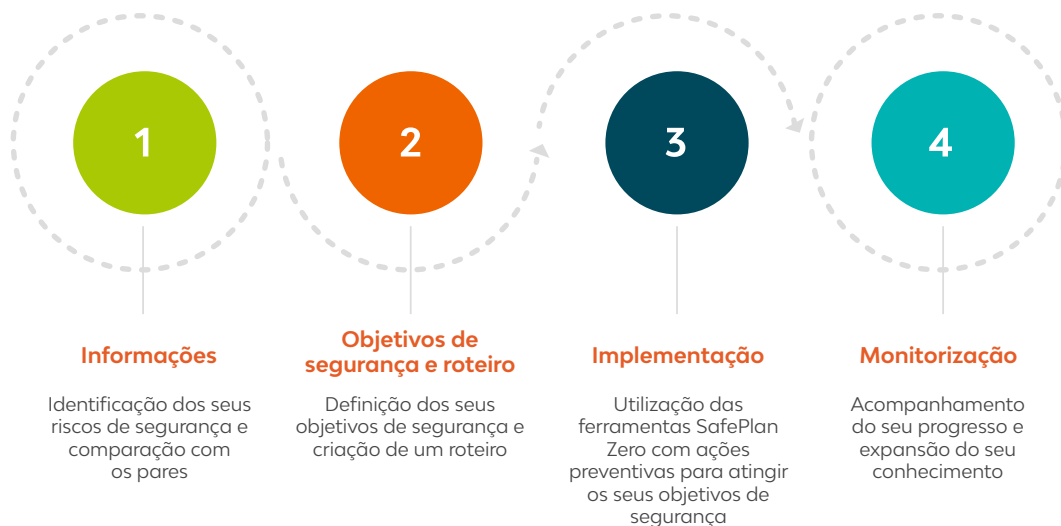 1
Informações
Identificação dos seus
riscos de segurança e
comparação com
os pares
2
Objetivos de
segurança e roteiro
Definição dos seus
objetivos de segurança e
criação de um roteiro
3
Implementação
Utilização das
ferramentas SafePlan
Zero com ações
preventivas para atingir
os seus objetivos de
segurança
4
Monitorização
Acompanhamento
do seu progresso e
expansão do seu
conhecimento